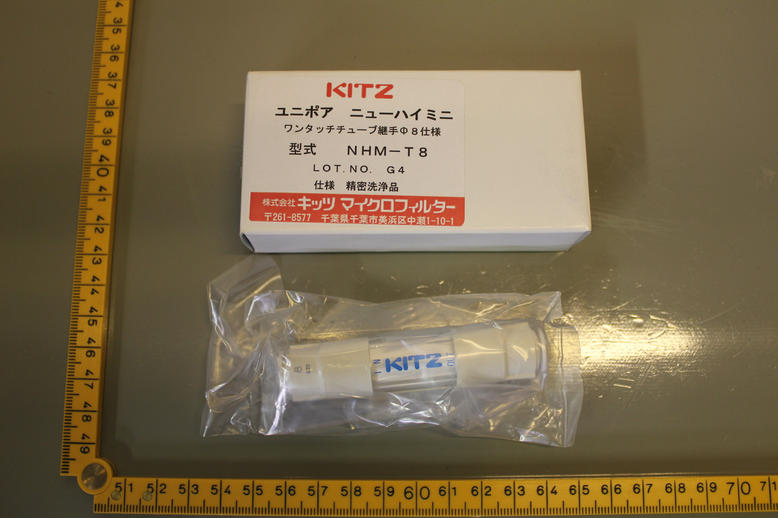 KITZ
ユニポア ニューハイミニ
ワンタッチチューブ継手Φ8仕様
型式 NHM-T8
LOT.NO. G4
仕様 精密洗浄品
株式会社 キッツ マイクロフィルター
〒261-8577 千葉県千葉市美浜区中瀬1-10-1
KITZ